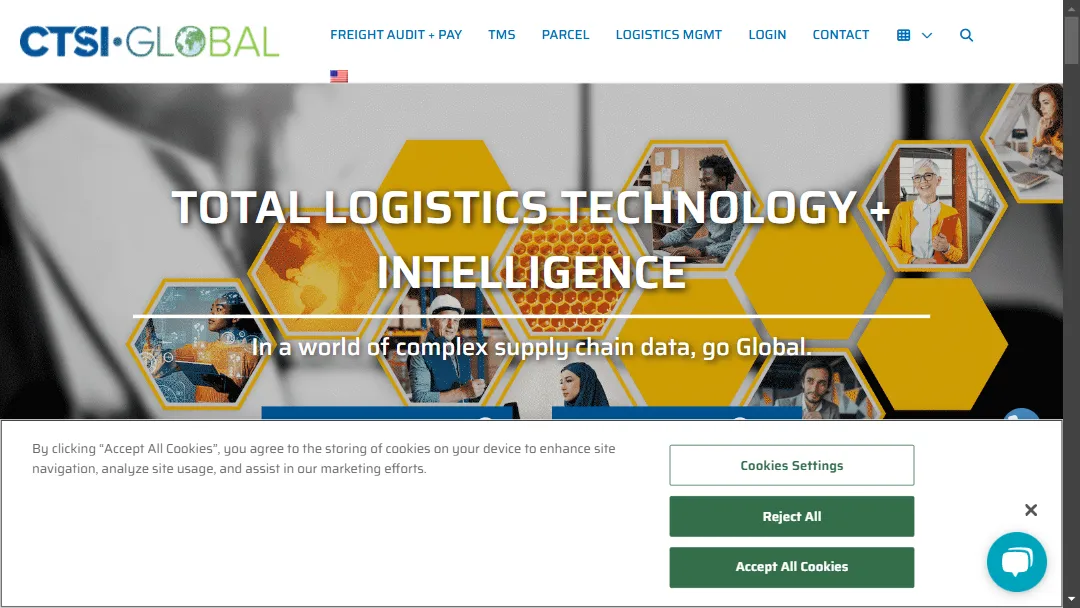 CTSI·GLOBAL
FREIGHT AUDIT + PAY TMS PARCEL LOGISTICS MGMT LOGIN CONTACT
TOTAL LOGISTICS TECHNOLOGY +
INTELLIGENCE
In a world of complex supply chain data, go Global.
By clicking “Accept All Cookies”, you agree to the storing of cookies on your device to enhance site
navigation, analyze site usage, and assist in our marketing efforts.
Cookies Settings
Reject All
Accept All Cookies